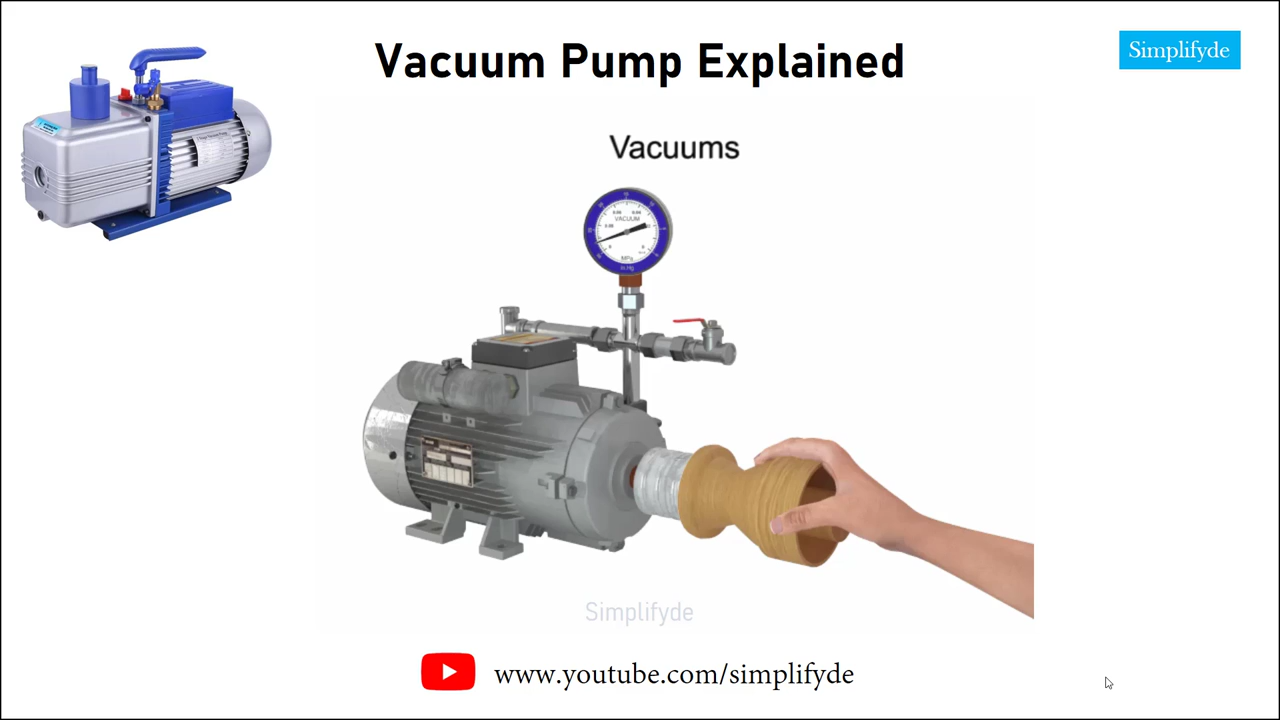 Vacuum Pump Explained
Simplifyde
Vacuums
VACUUM
Simplifyde
www.youtube.com/simplifyde